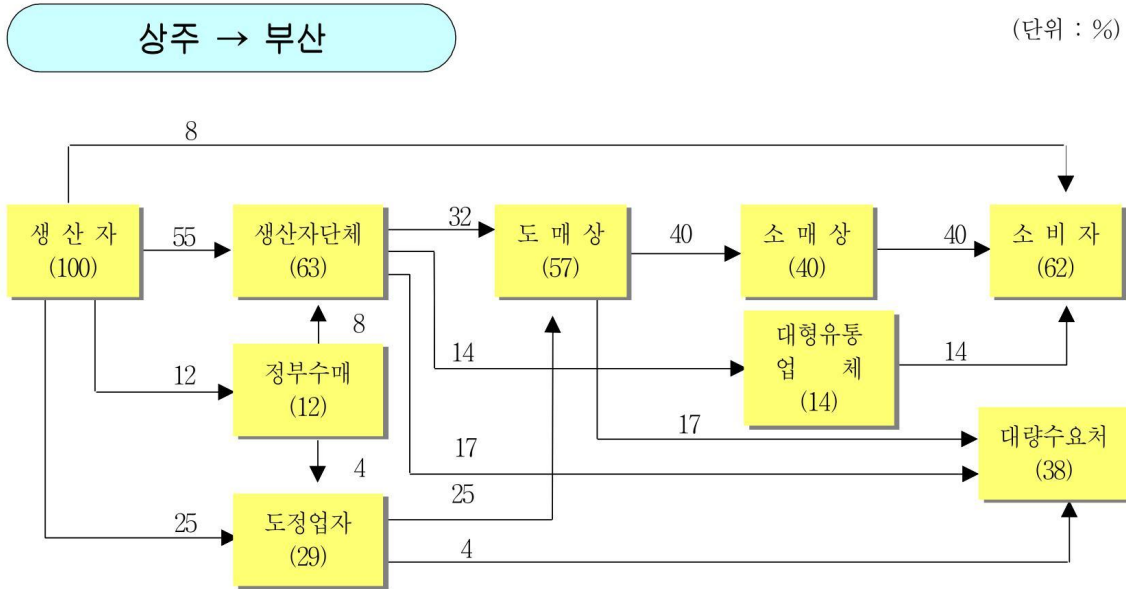 상주 → 부산
(단위 : %)
8
생 산 자
(100)
55
생산자단체
(63)
32
도 매 상
(57)
40
소 매 상
(40)
40
소 비 자
(62)
8
12
정부수매
(12)
14
대형유통
업 체
(14)
14
4
17
17
대량수요처
(38)
25
도정업자
(29)
25
4